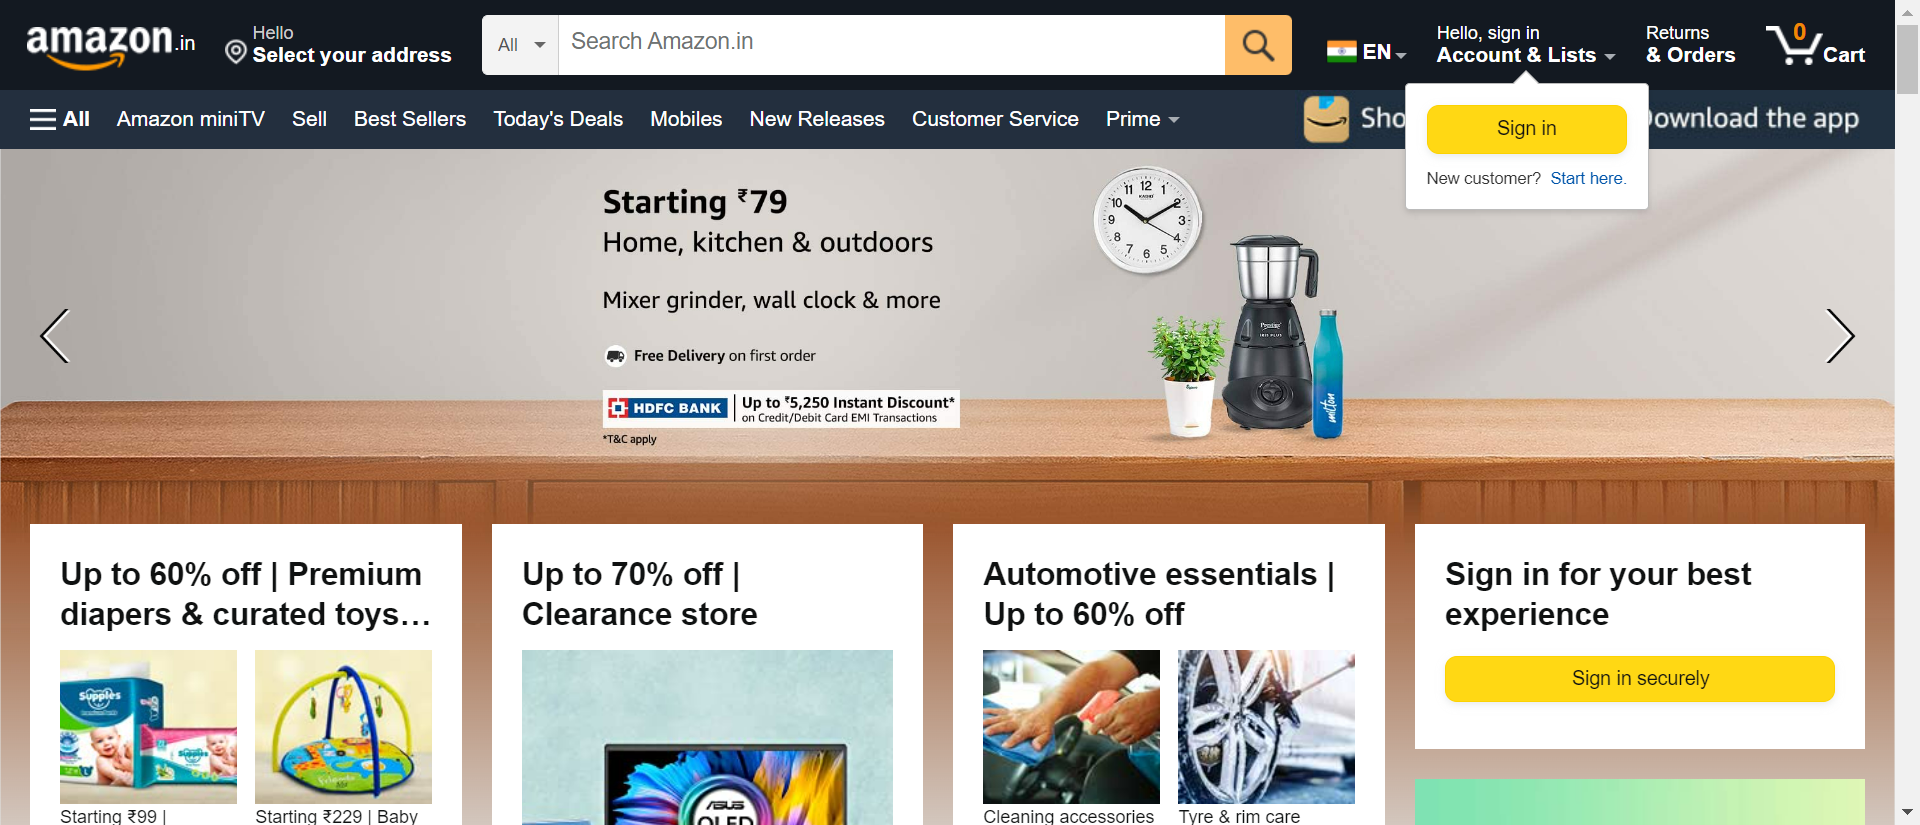 amazon.in
Hello
Select your address
All
Search Amazon.in
EN
Hello, sign in
Account & Lists
Returns
& Orders
0
Cart
All
Amazon miniTV
Sell
Best Sellers
Today's Deals
Mobiles
New Releases
Customer Service
Prime
Sho
ownload the app
Sign in
New customer? Start here.
Starting ₹79
Home, kitchen & outdoors
Mixer grinder, wall clock & more
Free Delivery on first order
HDFC BANK
Up to ₹5,250 Instant Discount*
on Credit/Debit Card EMI Transactions
*T&C apply
11 12 1
10 2
9 3
8 4
7 6 5
Prestige
milton
Up to 60% off | Premium
diapers & curated toys…
Supples
Supples
Starting ₹99 |
Starting ₹229 | Baby
Up to 70% off |
Clearance store
ASUS
OLED
Automotive essentials |
Up to 60% off
Cleaning accessories
Tyre & rim care
Sign in for your best
experience
Sign in securely